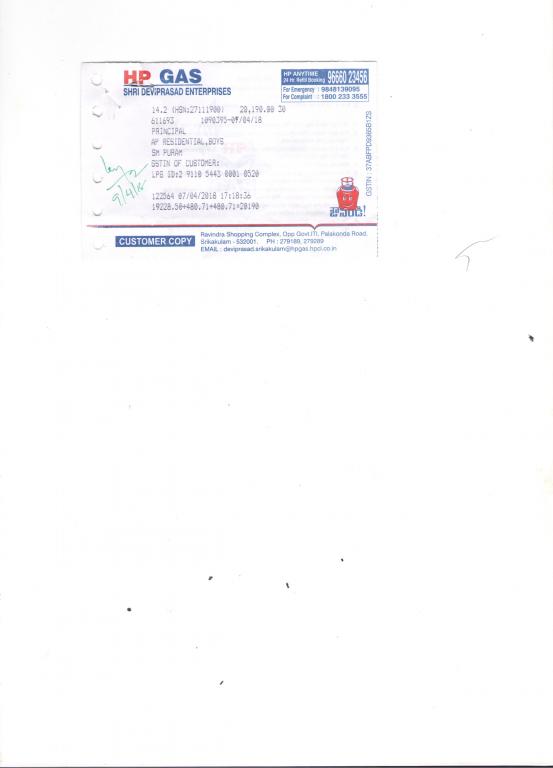 HP GAS
SHRI DEVIPRASAD ENTERPRISES
HP ANYTIME
24 Hr. Refill Booking 96660 23456
For Emergency : 9848139095
For Complaint : 1800 233 3555
14.2 (HSN:27111900) 20,190.00 30
611693 1090395-07/04/18
PRINCIPAL
AP RESIDENTIAL,BOYS
SM PURAM
GSTIN OF CUSTOMER:
LPG ID:2 9110 5443 0001 0520
122564 07/04/2018 17:18:36
19228.58+480.71+480.71=20190
9/4/18
GSTIN :
CUSTOMER COPY
Ravindra Shopping Complex, Opp Govt.ITI, Palakonda Road,
Srikakulam - 532001. PH : 279189, 279289
EMAIL : deviprasad.srikakulam@hpgas.hpcl.co.in